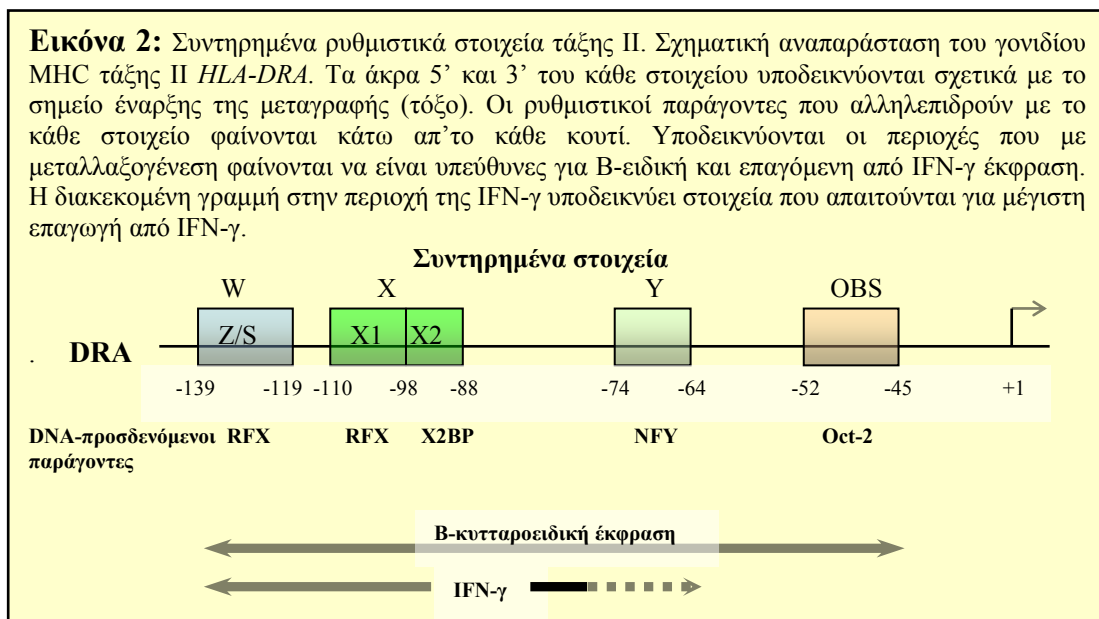 Εικόνα 2: Συντηρημένα ρυθμιστικά στοιχεία τάξης ΙΙ. Σχηματική αναπαράσταση του γονιδίου
MHC τάξης ΙΙ HLA-DRA. Τα άκρα 5’ και 3’ του κάθε στοιχείου υποδεικνύονται σχετικά με το
σημείο έναρξης της μεταγραφής (τόξο). Οι ρυθμιστικοί παράγοντες που αλληλεπιδρούν με το
κάθε στοιχείο φαίνονται κάτω απ’το κάθε κουτί. Υποδεικνύονται οι περιοχές που με
μεταλλαξογένεση φαίνονται να είναι υπεύθυνες για Β-ειδική και επαγόμενη από IFN-γ έκφραση.
Η διακεκομένη γραμμή στην περιοχή της IFN-γ υποδεικνύει στοιχεία που απαιτούνται για μέγιστη
επαγωγή από IFN-γ.
Συντηρημένα στοιχεία
W X Y OBS
Z/S X1 X2
. DRA
-139 -119 -110 -98 -88 -74 -64 -52 -45 +1
DNA-προσδενόμενοι RFX RFX X2BP NFY Oct-2
παράγοντες
Β-κυτταροειδική έκφραση
IFN-γ